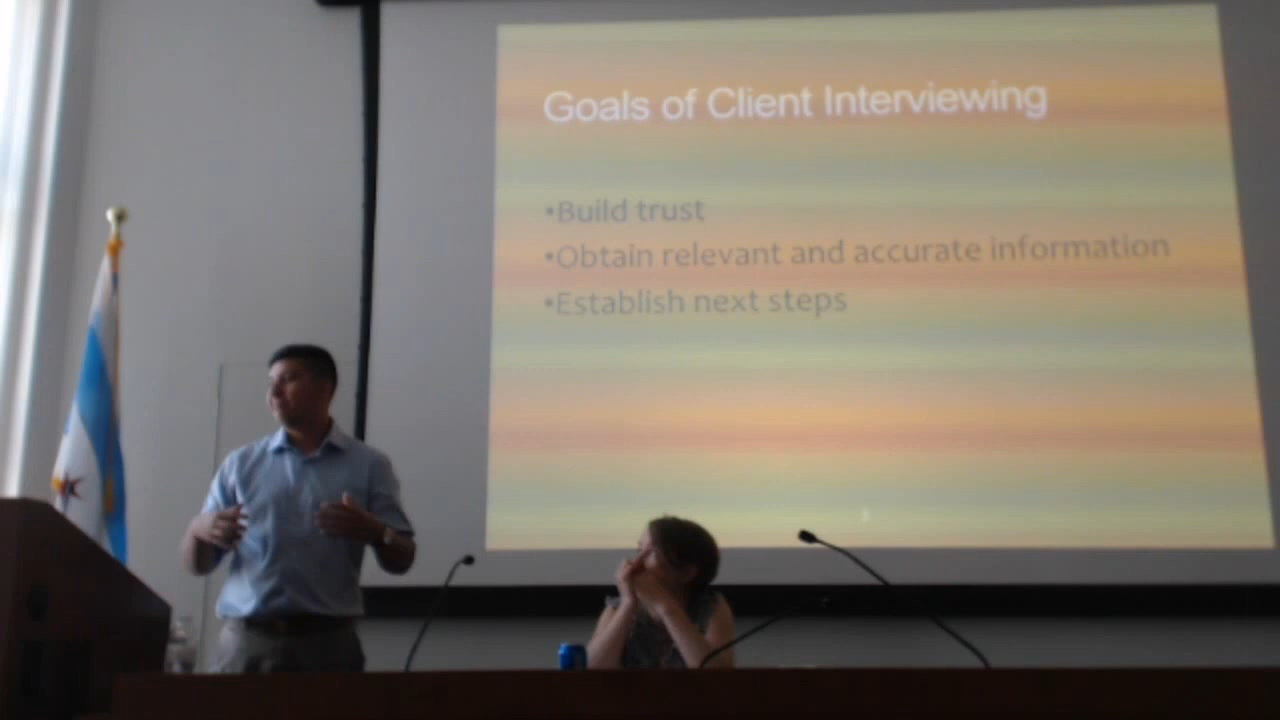 Goals of Client Interviewing
•Build trust
•Obtain relevant and accurate information
•Establish next steps